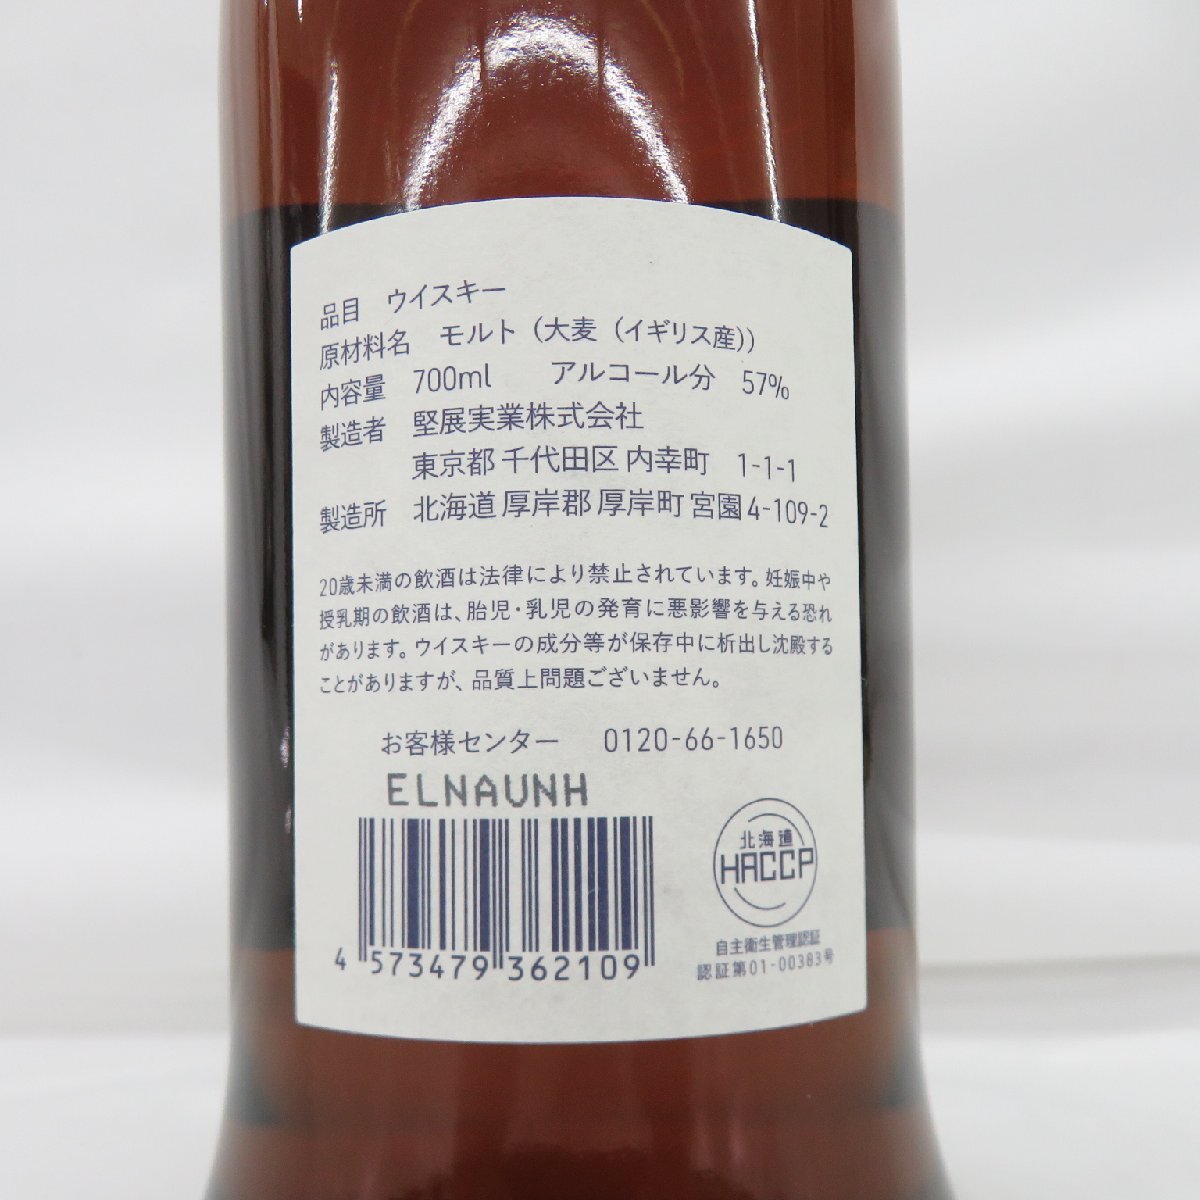 品目 ウイスキー
原材料名 モルト（大麦（イギリス産））
内容量 700ml アルコール分 57%
製造者 堅展実業株式会社
東京都 千代田区 内幸町 1-1-1
製造所 北海道 厚岸郡 厚岸町 宮園4-109-2
20歳未満の飲酒は法律により禁止されています。妊娠中や
授乳期の飲酒は、胎児・乳児の発育に悪影響を与える恐れ
があります。ウイスキーの成分等が保存中に析出し沈殿する
ことがありますが、品質上問題ございません。
お客様センター 0120-66-1650
ELNAUNH
4 573479 362109
北海道
HACCP
自主衛生管理認証
認証第01-00383号